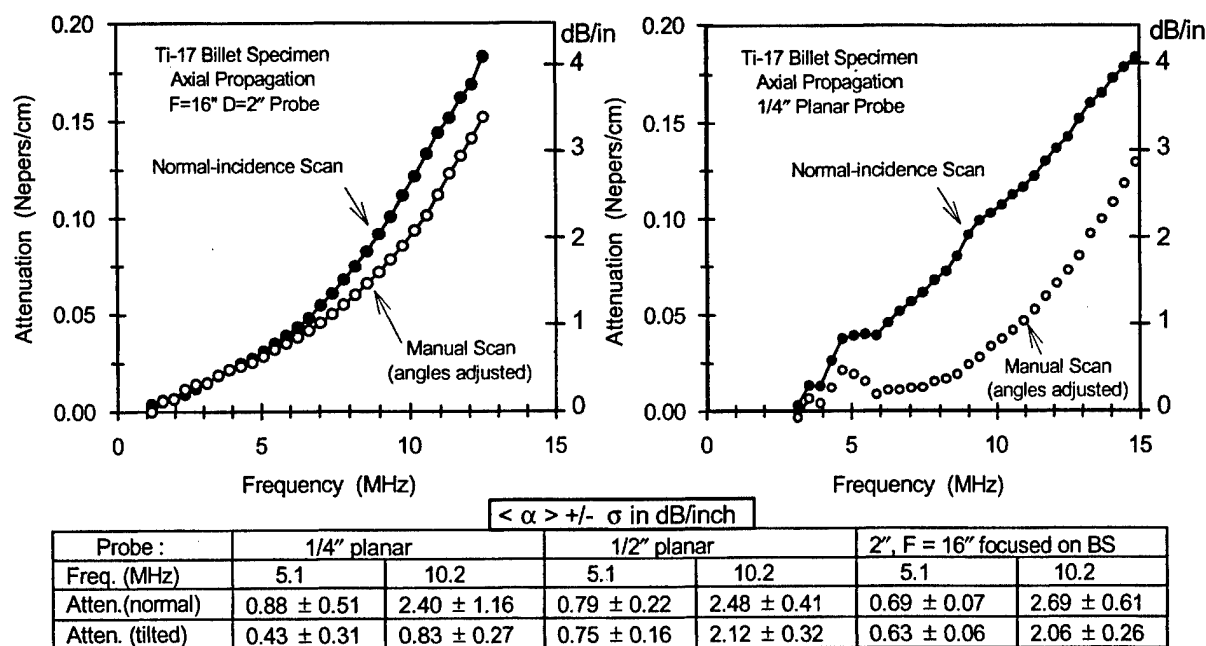 0.20
0.15
0.10
0.05
0.00
Attenuation (Nepers/cm)
dB/in
4
3
2
1
0
Ti-17 Billet Specimen
Axial Propagation
F=16" D=2" Probe
Normal-incidence Scan
Manual Scan
(angles adjusted)
0 5 10 15
Frequency (MHz)
0.20
0.15
0.10
0.05
0.00
Attenuation (Nepers/cm)
dB/in
4
3
2
1
0
Ti-17 Billet Specimen
Axial Propagation
1/4" Planar Probe
Normal-incidence Scan
Manual Scan
(angles adjusted)
0 5 10 15
Frequency (MHz)
< α > +/- σ in dB/inch
Probe : 1/4" planar 1/2" planar 2", F = 16" focused on BS
Freq. (MHz) 5.1 10.2 5.1 10.2 5.1 10.2
Atten.(normal) 0.88 ± 0.51 2.40 ± 1.16 0.79 ± 0.22 2.48 ± 0.41 0.69 ± 0.07 2.69 ± 0.61
Atten. (tilted) 0.43 ± 0.31 0.83 ± 0.27 0.75 ± 0.16 2.12 ± 0.32 0.63 ± 0.06 2.06 ± 0.26